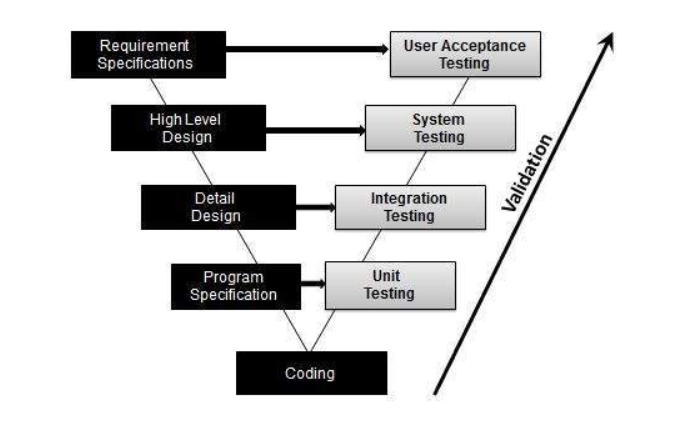 Requirement
Specifications
User Acceptance
Testing
High Level
Design
System
Testing
Detail
Design
Integration
Testing
Program
Specification
Unit
Testing
Coding
Validation